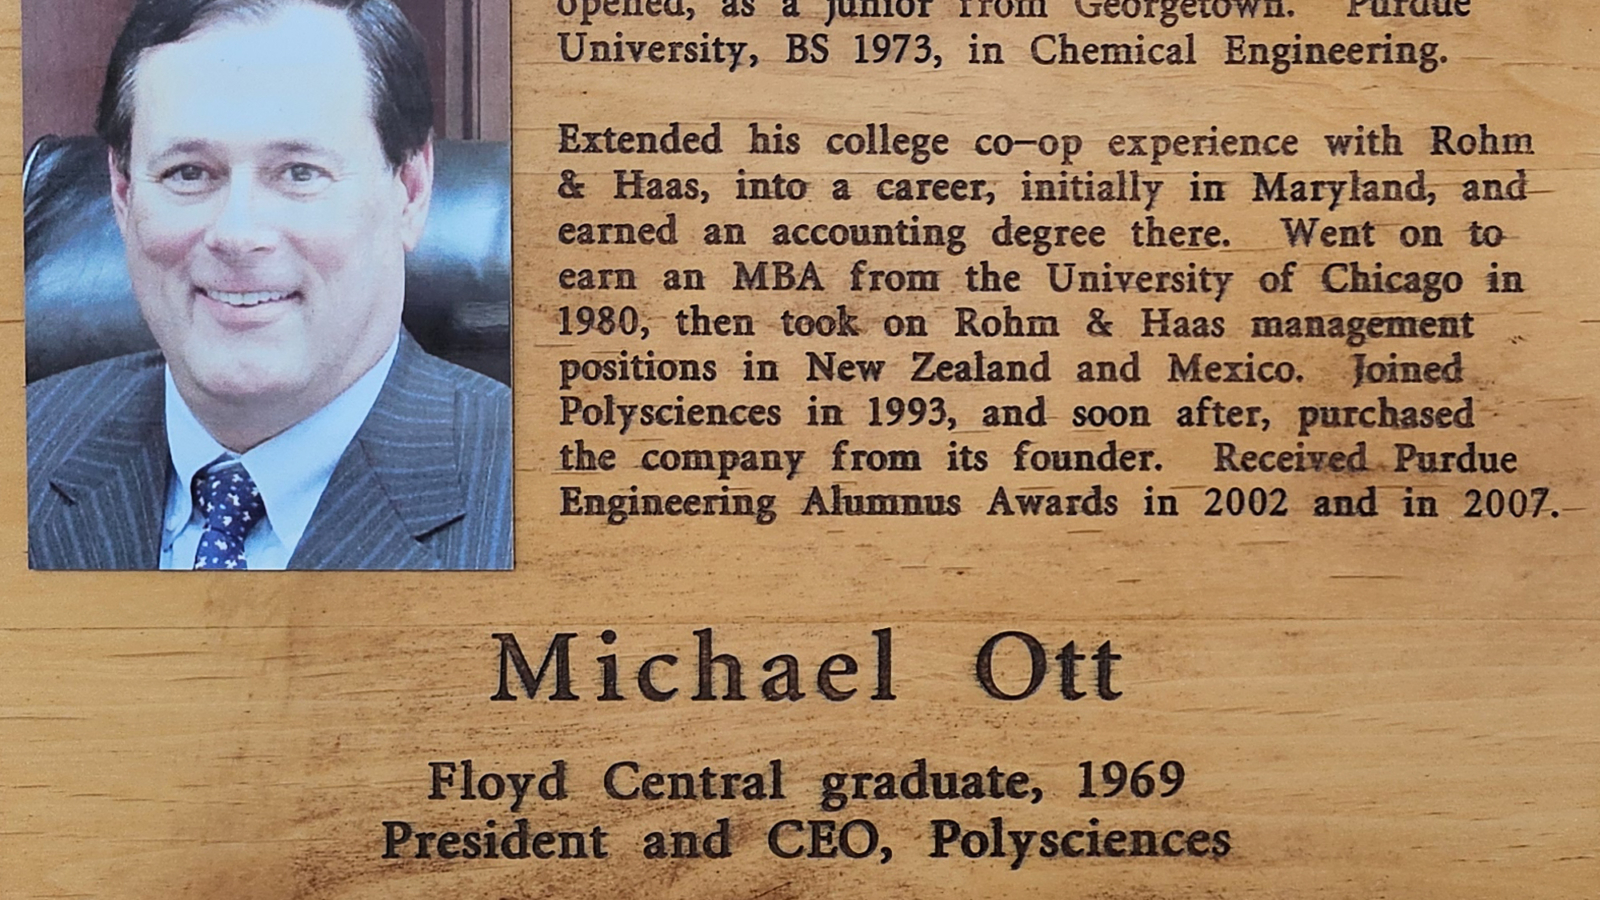 opened, as a junior from Georgetown. Purdue
University, BS 1973, in Chemical Engineering.
Extended his college co-op experience with Rohm
& Haas, into a career, initially in Maryland, and
earned an accounting degree there. Went on to
earn an MBA from the University of Chicago in
1980, then took on Rohm & Haas management
positions in New Zealand and Mexico. Joined
Polysciences in 1993, and soon after, purchased
the company from its founder. Received Purdue
Engineering Alumnus Awards in 2002 and in 2007.
Michael Ott
Floyd Central graduate, 1969
President and CEO, Polysciences